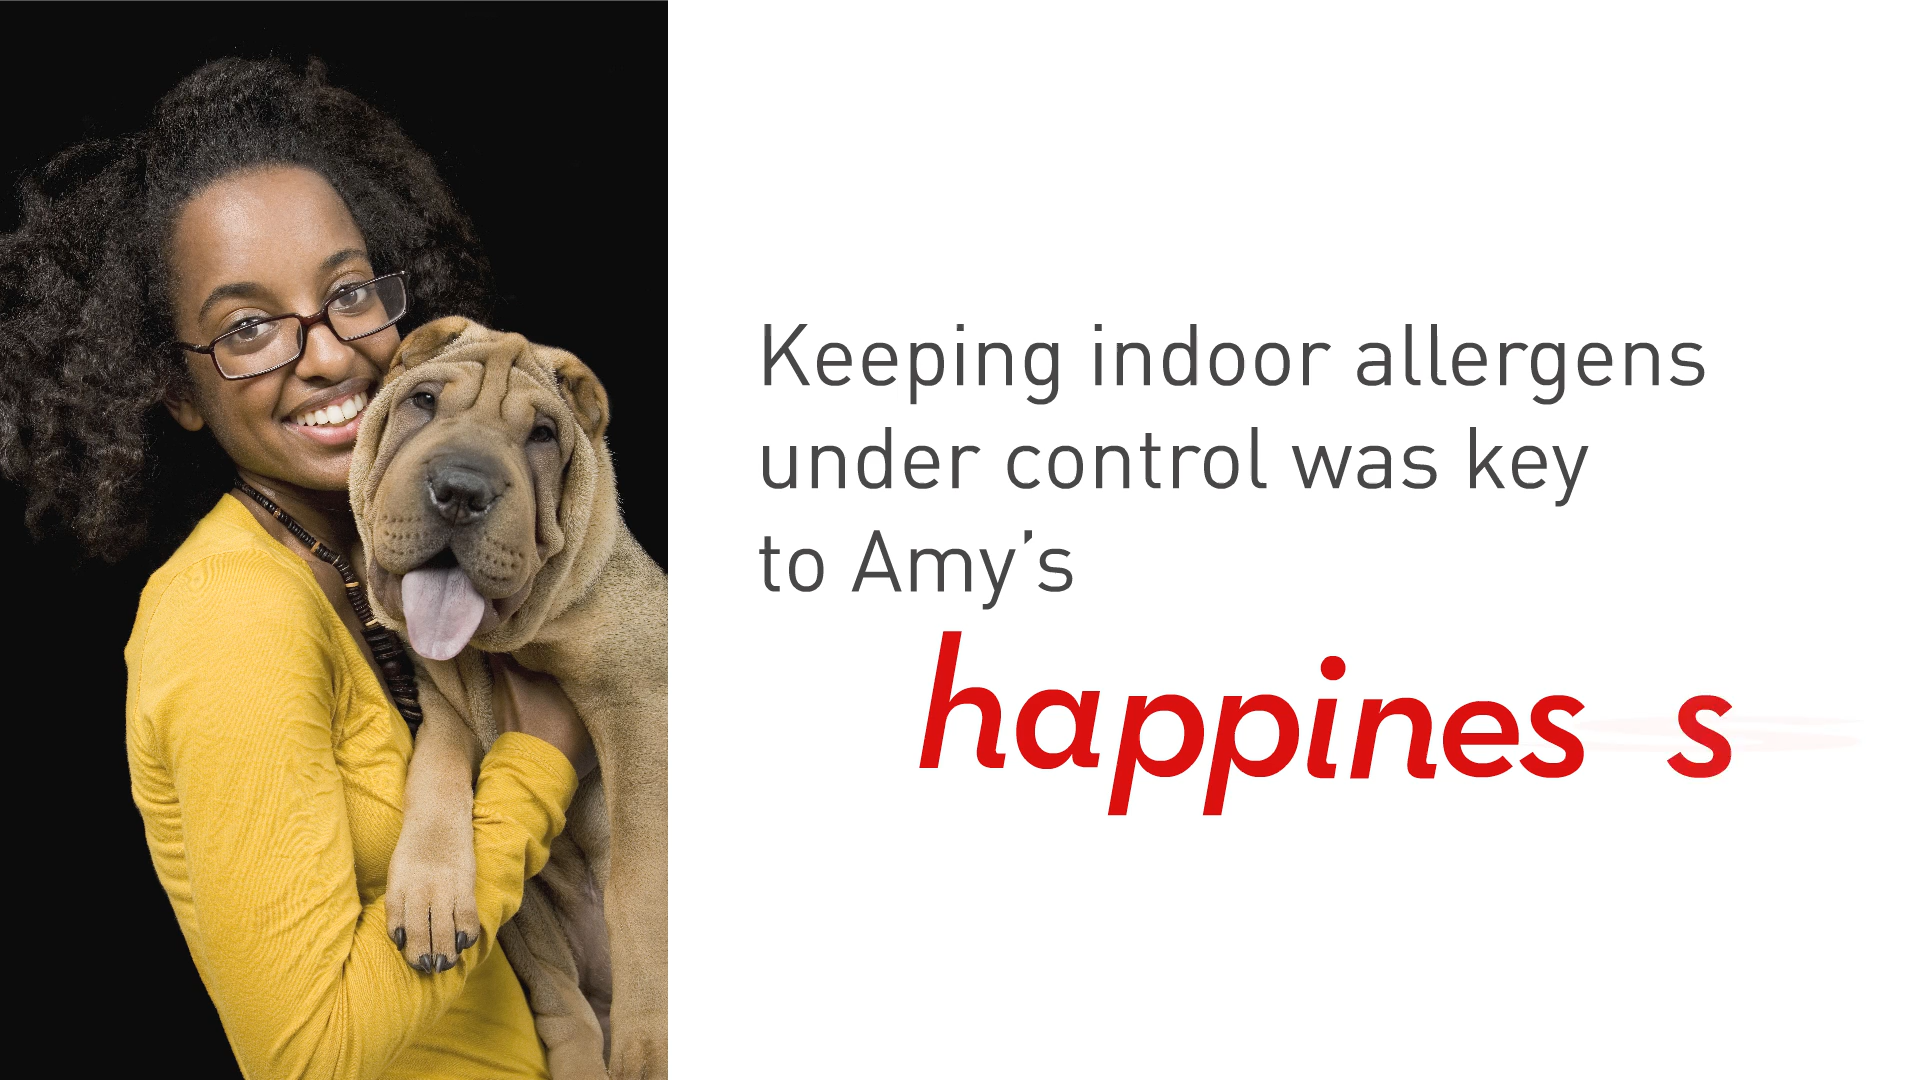 Keeping indoor allergens
under control was key
to Amy’s
happines s